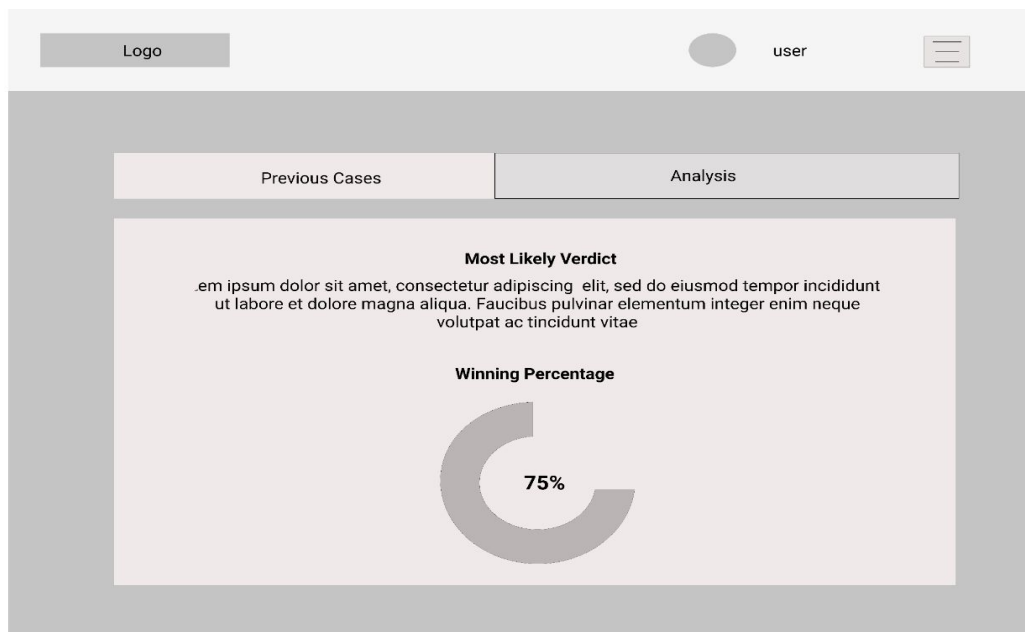 Logo
user
Previous Cases
Analysis
Most Likely Verdict
.em ipsum dolor sit amet, consectetur adipiscing elit, sed do eiusmod tempor incididunt
ut labore et dolore magna aliqua. Faucibus pulvinar elementum integer enim neque
volutpat ac tincidunt vitae
Winning Percentage
75%